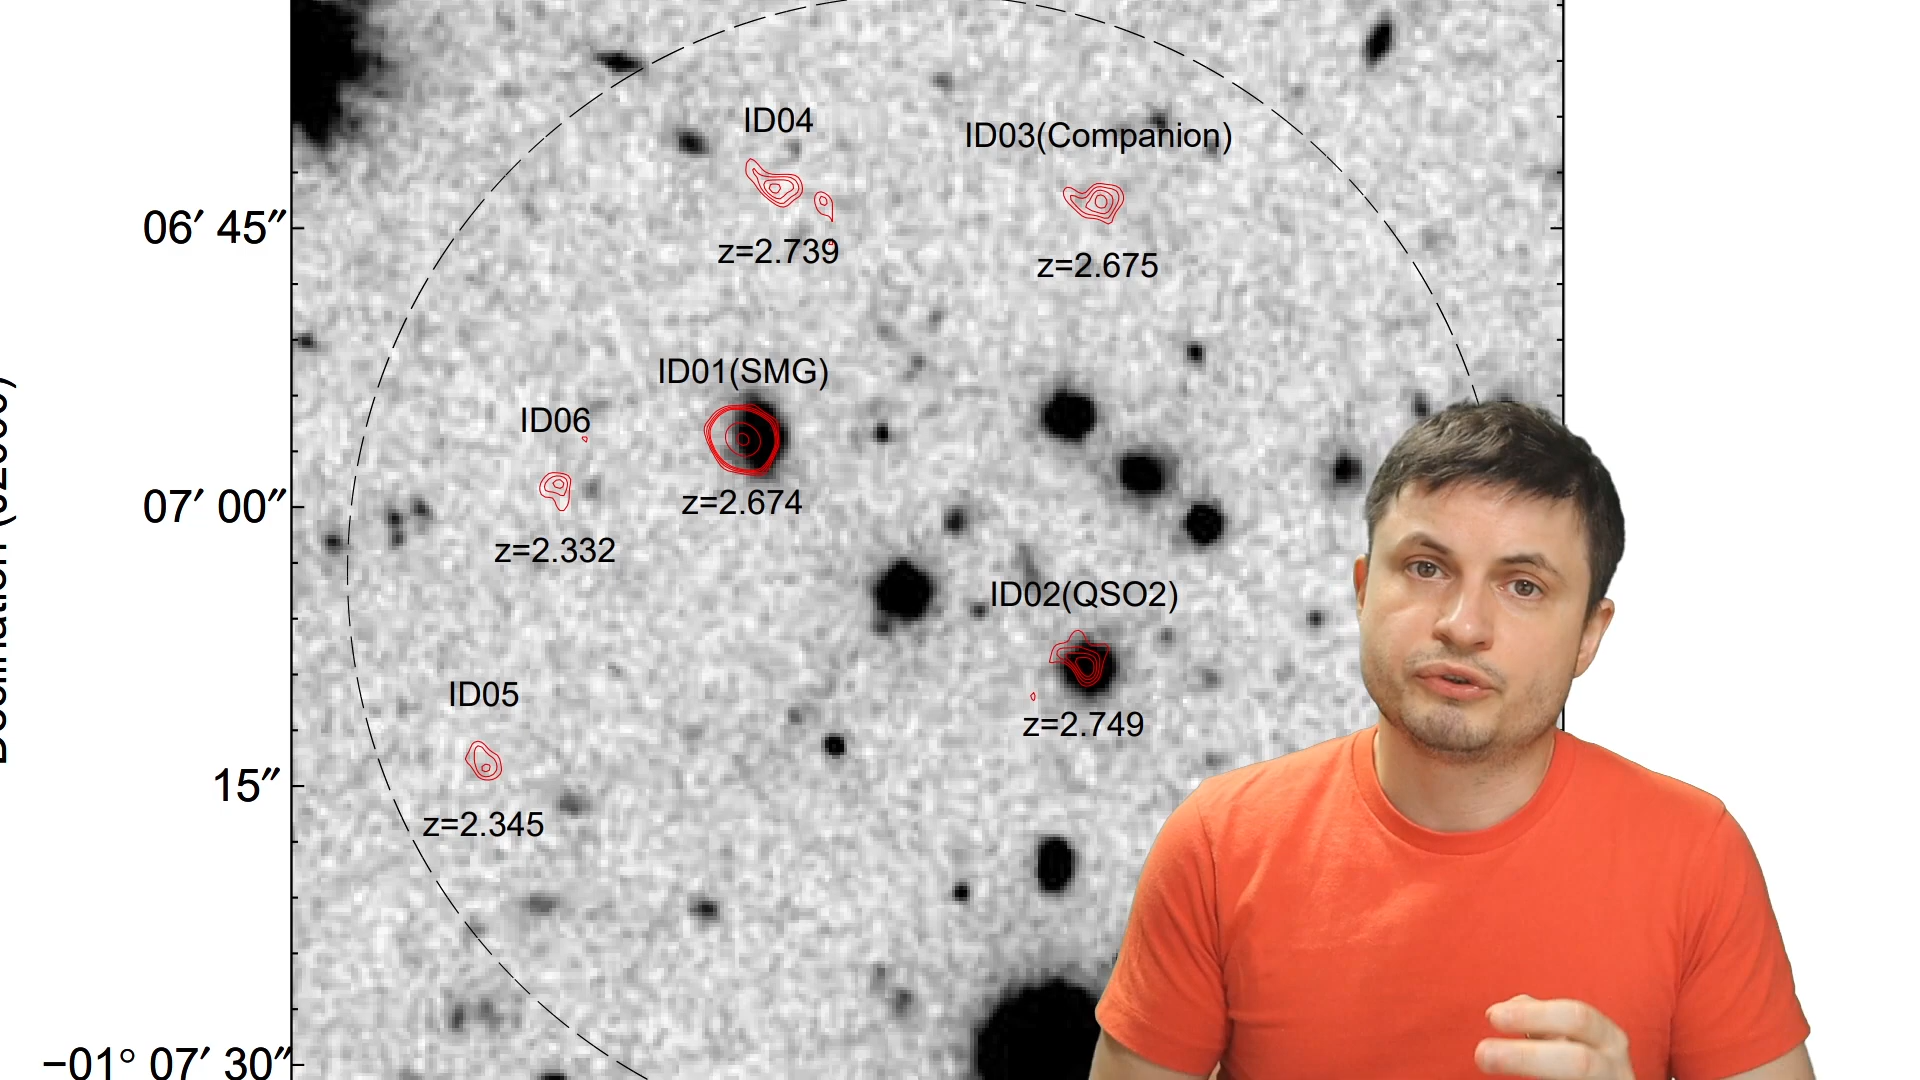 ID04
ID03(Companion)
06′ 45″
z=2.739
z=2.675
ID01(SMG)
ID06
z=2.674
07′ 00″
z=2.332
ID02(QSO2)
ID05
z=2.749
15″
z=2.345
−01° 07′ 30″